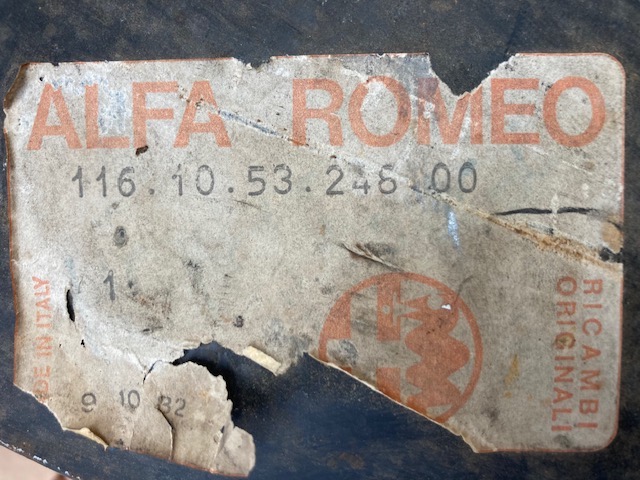 ALFA ROMEO
116.10.53.248.00
1
DE IN ITALY
9 10 82
RICAMBI
ORIGINALI